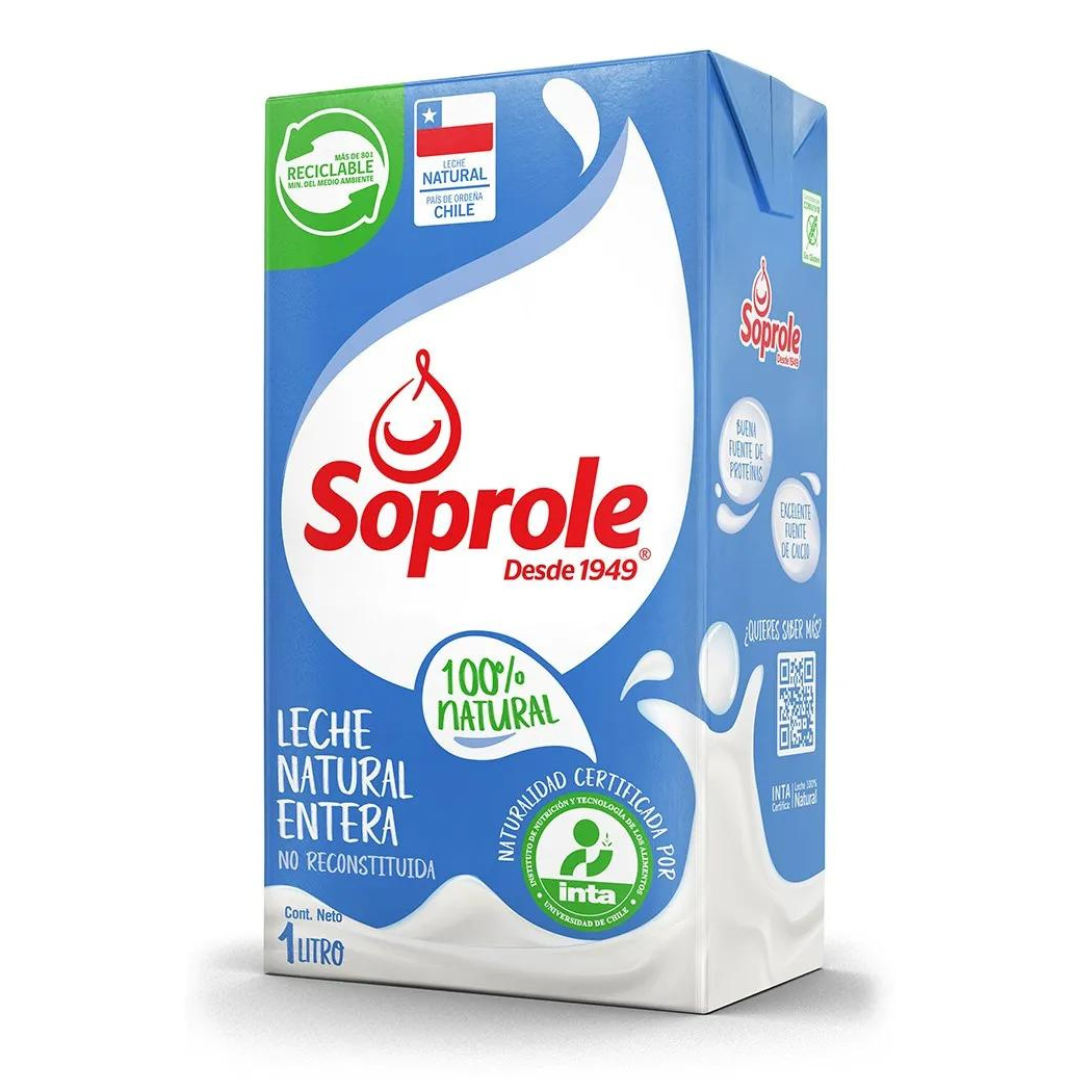 MÁS DE 80%
RECICLABLE
MIN. DEL MEDIO AMBIENTE
LECHE
NATURAL
PAÍS DE ORDEÑA
CHILE
Soprole
Desde 1949®
100%
NATURAL
LECHE
NATURAL
ENTERA
NO RECONSTITUIDA
Cont. Neto
1 LITRO
NATURALIDAD CERTIFICADA POR
INSTITUTO DE NUTRICIÓN Y TECNOLOGÍA DE LOS ALIMENTOS
inta
UNIVERSIDAD DE CHILE
Sin Gluten
Soprole
Desde 1949
BUENA
FUENTE DE
PROTEÍNAS
EXCELENTE
FUENTE
DE CALCIO
¿QUIERES SABER MÁS?
INTA
Certifica:
Leche 100%
Natural